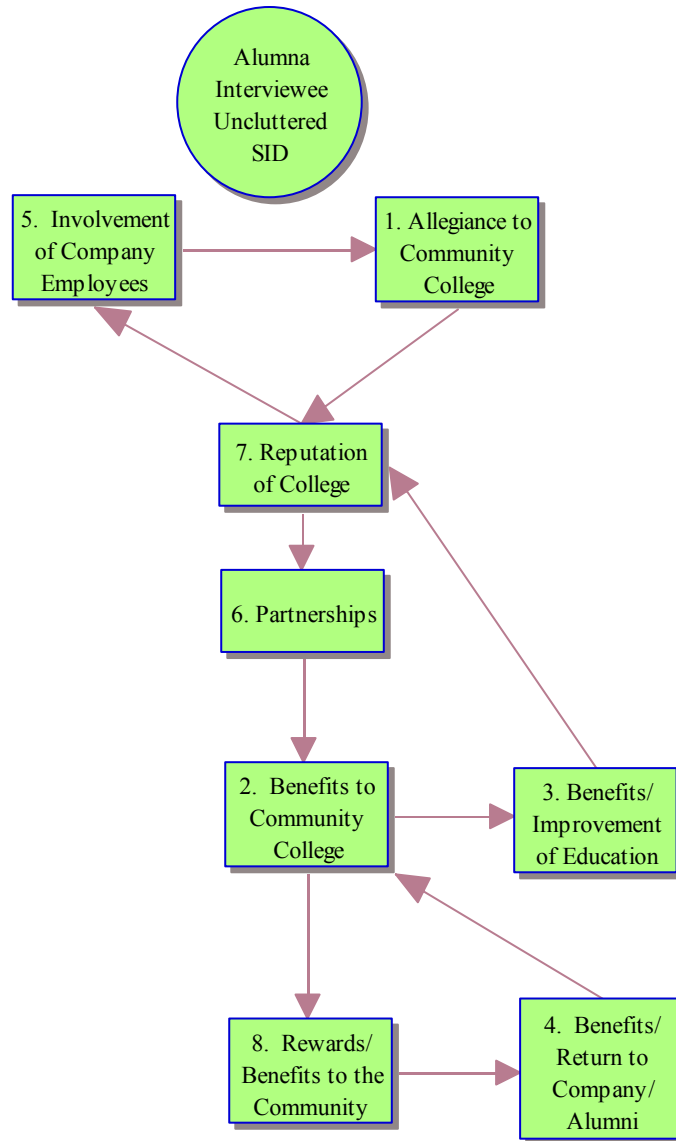 Alumna
Interviewee
Uncluttered
SID
5. Involvement
of Company
Employees
1. Allegiance to
Community
College
7. Reputation
of College
6. Partnerships
2. Benefits to
Community
College
3. Benefits/
Improvement
of Education
8. Rewards/
Benefits to the
Community
4. Benefits/
Return to
Company/
Alumni